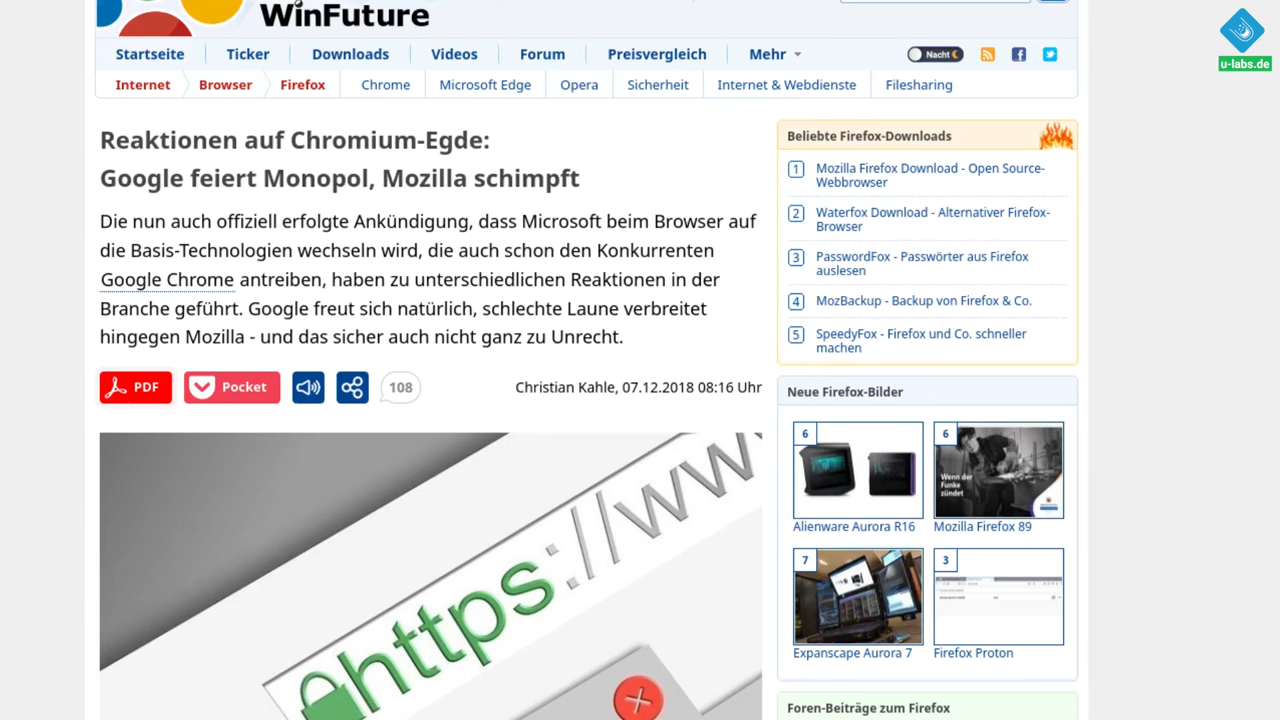 WinFuture
Startseite
Ticker
Downloads
Videos
Forum
Preisvergleich
Mehr
Nacht
u-labs.de
Internet
Browser
Firefox
Chrome
Microsoft Edge
Opera
Sicherheit
Internet & Webdienste
Filesharing
Reaktionen auf Chromium-Egde:
Google feiert Monopol, Mozilla schimpft
Die nun auch offiziell erfolgte Ankündigung, dass Microsoft beim Browser auf
die Basis-Technologien wechseln wird, die auch schon den Konkurrenten
Google Chrome antreiben, haben zu unterschiedlichen Reaktionen in der
Branche geführt. Google freut sich natürlich, schlechte Laune verbreitet
hingegen Mozilla - und das sicher auch nicht ganz zu Unrecht.
PDF
Pocket
108
Christian Kahle, 07.12.2018 08:16 Uhr
https://ww
Beliebte Firefox-Downloads
1 Mozilla Firefox Download - Open Source-
Webbrowser
2 Waterfox Download - Alternativer Firefox-
Browser
3 PasswordFox - Passwörter aus Firefox
auslesen
4 MozBackup - Backup von Firefox & Co.
5 SpeedyFox - Firefox und Co. schneller
machen
Neue Firefox-Bilder
6
Alienware Aurora R16
6
Wenn der
Funke
zündet
Mozilla Firefox 89
7
Expanscape Aurora 7
3
Firefox Proton
Foren-Beiträge zum Firefox